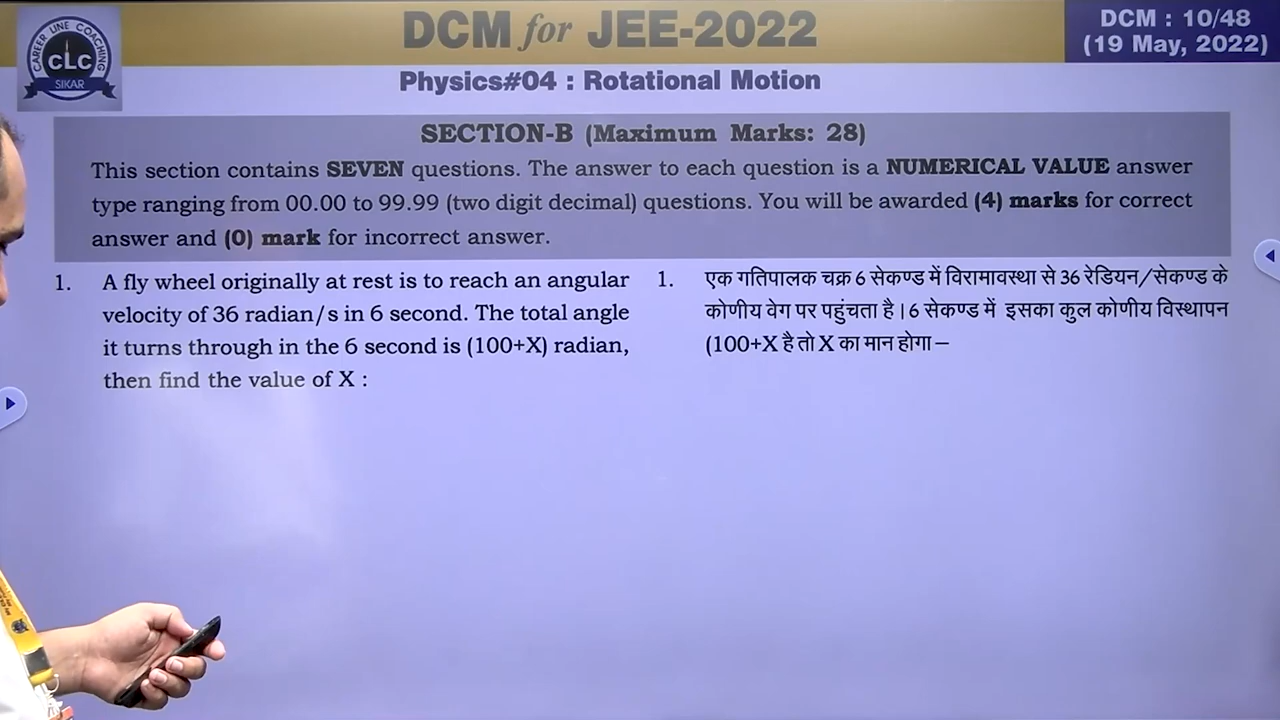 CAREER LINE COACHING
CLC
SIKAR
DCM for JEE-2022
DCM : 10/48
(19 May, 2022)
Physics#04 : Rotational Motion
SECTION-B (Maximum Marks: 28)
This section contains SEVEN questions. The answer to each question is a NUMERICAL VALUE answer
type ranging from 00.00 to 99.99 (two digit decimal) questions. You will be awarded (4) marks for correct
answer and (0) mark for incorrect answer.
1. A fly wheel originally at rest is to reach an angular
velocity of 36 radian/s in 6 second. The total angle
it turns through in the 6 second is (100+X) radian,
then find the value of X :
1. एक गतिपालक चक्र 6 सेकण्ड में विरामावस्था से 36 रेडियन/सेकण्ड के
कोणीय वेग पर पहुंचता है। 6 सेकण्ड में इसका कुल कोणीय विस्थापन
(100+X है तो X का मान होगा –